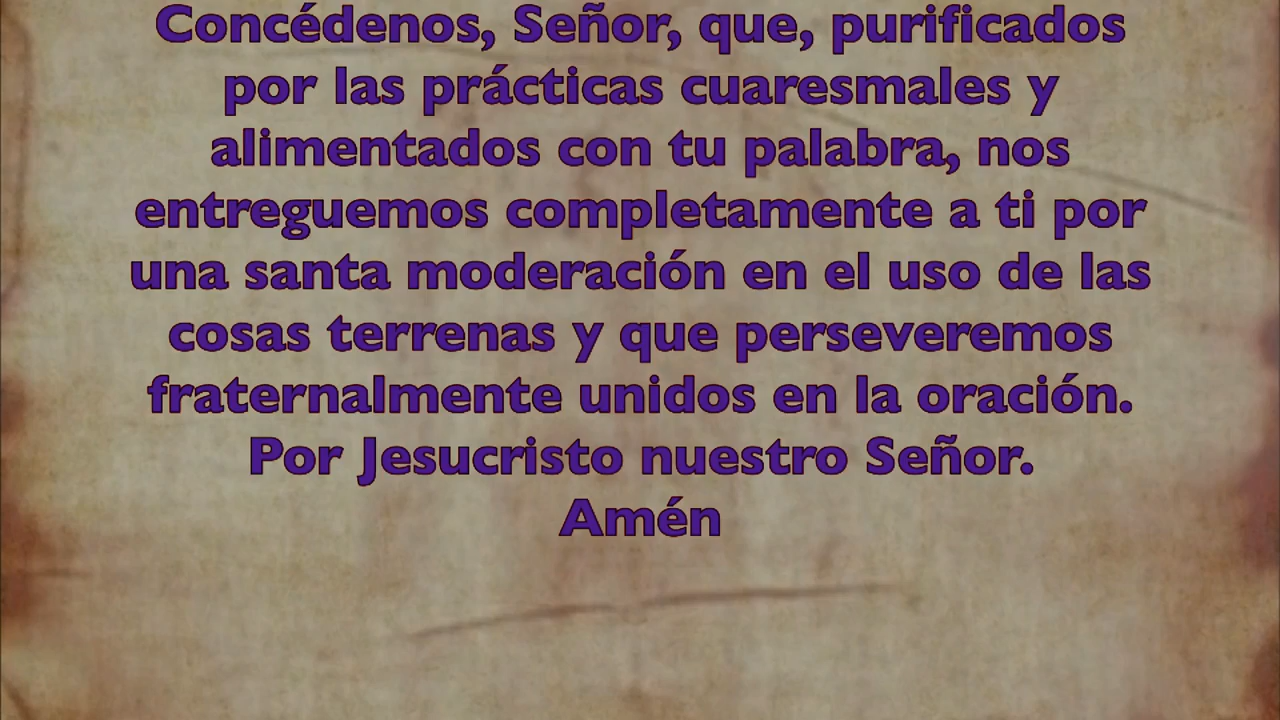 Concédenos, Señor, que, purificados
por las prácticas cuaresmales y
alimentados con tu palabra, nos
entreguemos completamente a ti por
una santa moderación en el uso de las
cosas terrenas y que perseveremos
fraternalmente unidos en la oración.
Por Jesucristo nuestro Señor.
Amén